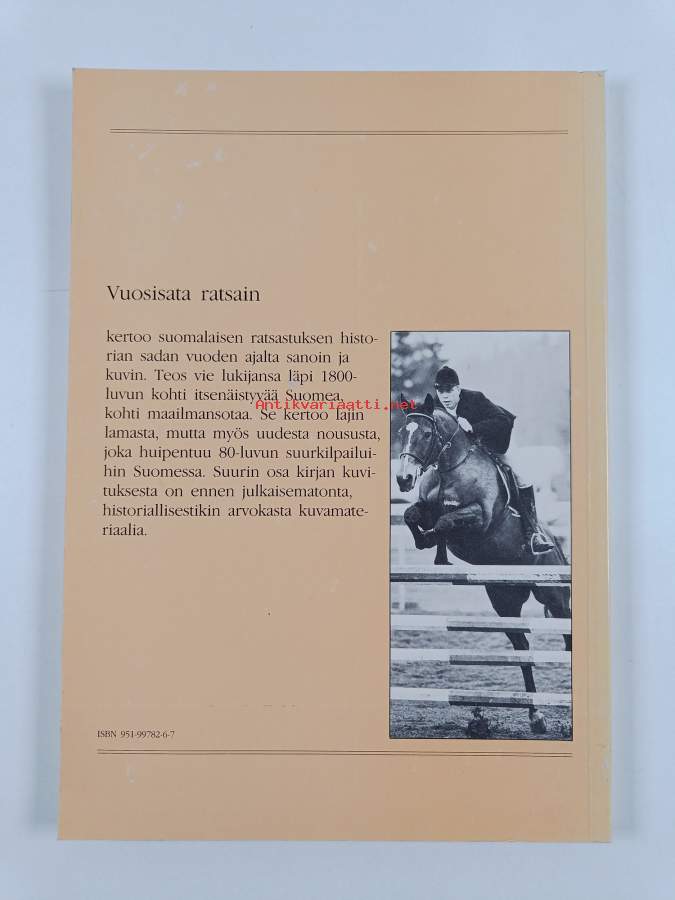 Vuosisata ratsain
kertoo suomalaisen ratsastuksen histo-
rian sadan vuoden ajalta sanoin ja
kuvin. Teos vie lukijansa läpi 1800-
luvun kohti itsenäistyvää Suomea,
Antikvariaatti.net
kohti maailmansotaa. Se kertoo lajin
lamasta, mutta myös uudesta noususta,
joka huipentuu 80-luvun suurkilpailui-
hin Suomessa. Suurin osa kirjan kuvi-
tuksesta on ennen julkaisematonta,
historiallisestikin arvokasta kuvamate-
riaalia.
ISBN 951-99782-6-7